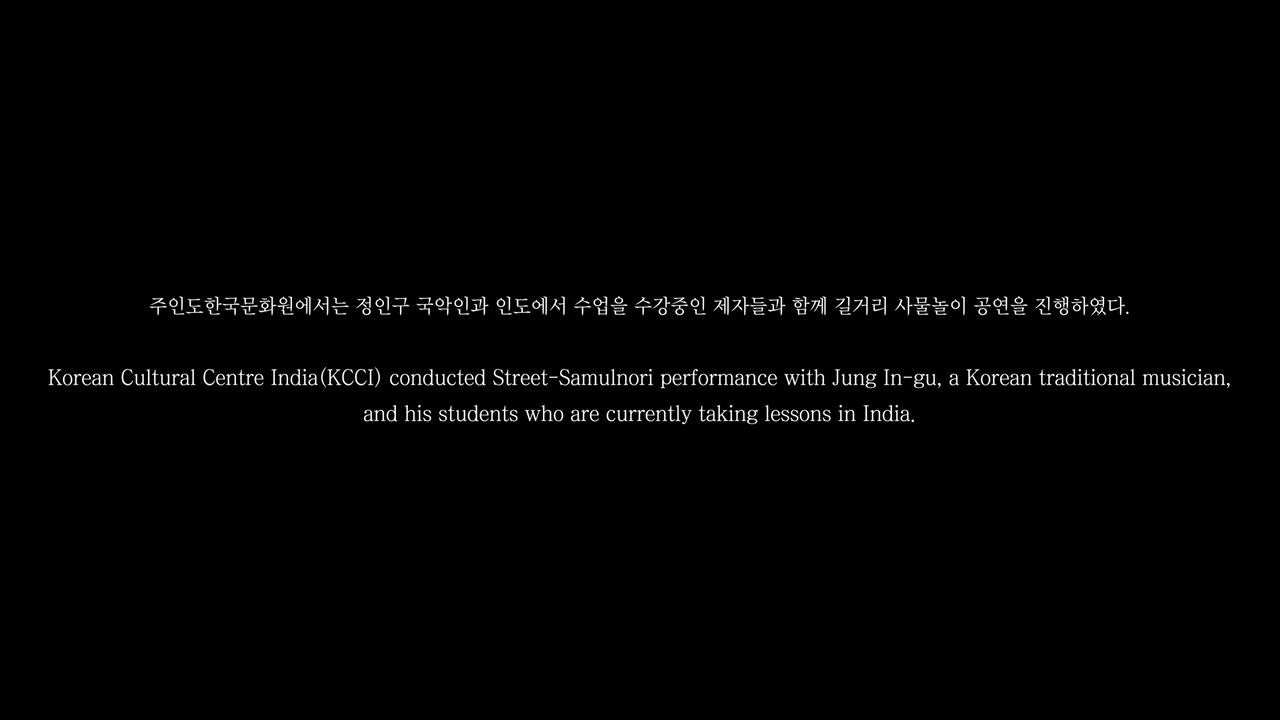 주인도한국문화원에서는 정인구 국악인과 인도에서 수업을 수강중인 제자들과 함께 길거리 사물놀이 공연을 진행하였다.
Korean Cultural Centre India(KCCI) conducted Street-Samulnori performance with Jung In-gu, a Korean traditional musician,
and his students who are currently taking lessons in India.